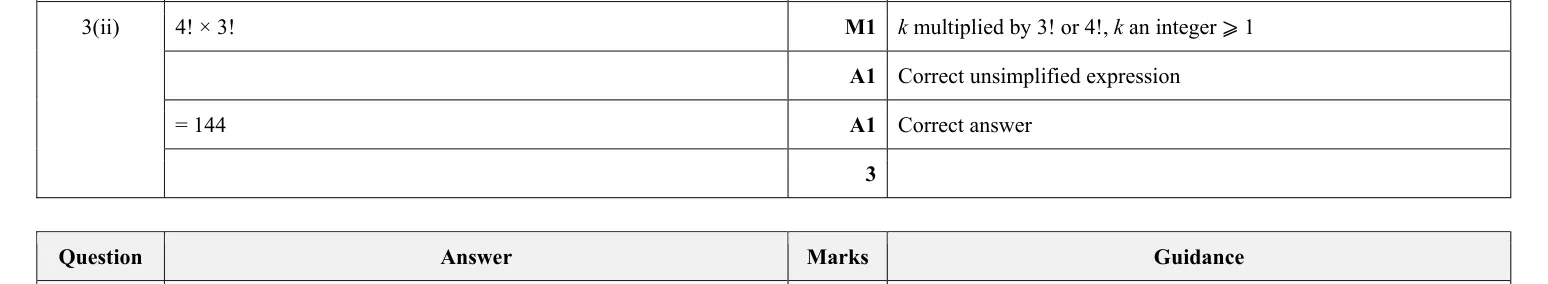 3(ii) 4! × 3! M1 k multiplied by 3! or 4!, k an integer ⩾ 1
A1 Correct unsimplified expression
= 144 A1 Correct answer
3
Question Answer Marks Guidance